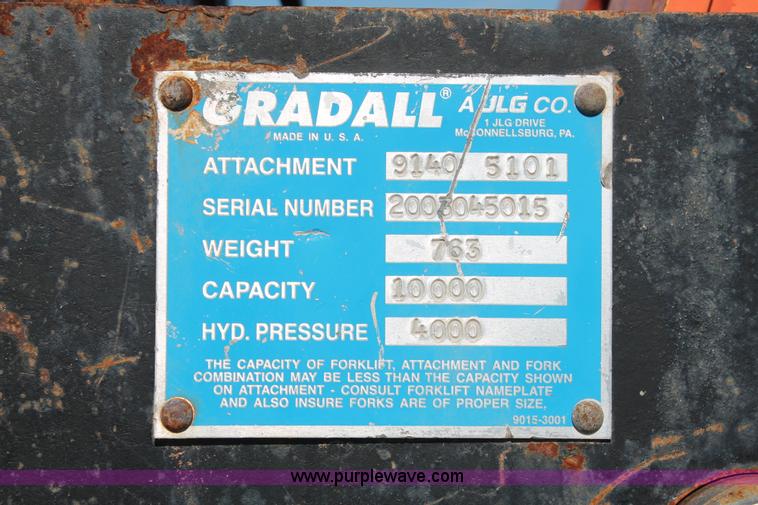 GRADALL® A JLG CO.
MADE IN U.S.A. 1 JLG DRIVE
McCONNELLSBURG, PA.
ATTACHMENT 9140 5101
SERIAL NUMBER 2003045015
WEIGHT 763
CAPACITY 10000
HYD. PRESSURE 4000
THE CAPACITY OF FORKLIFT, ATTACHMENT AND FORK
COMBINATION MAY BE LESS THAN THE CAPACITY SHOWN
ON ATTACHMENT - CONSULT FORKLIFT NAMEPLATE
AND ALSO INSURE FORKS ARE OF PROPER SIZE,
9015-3001
www.purplewave.com